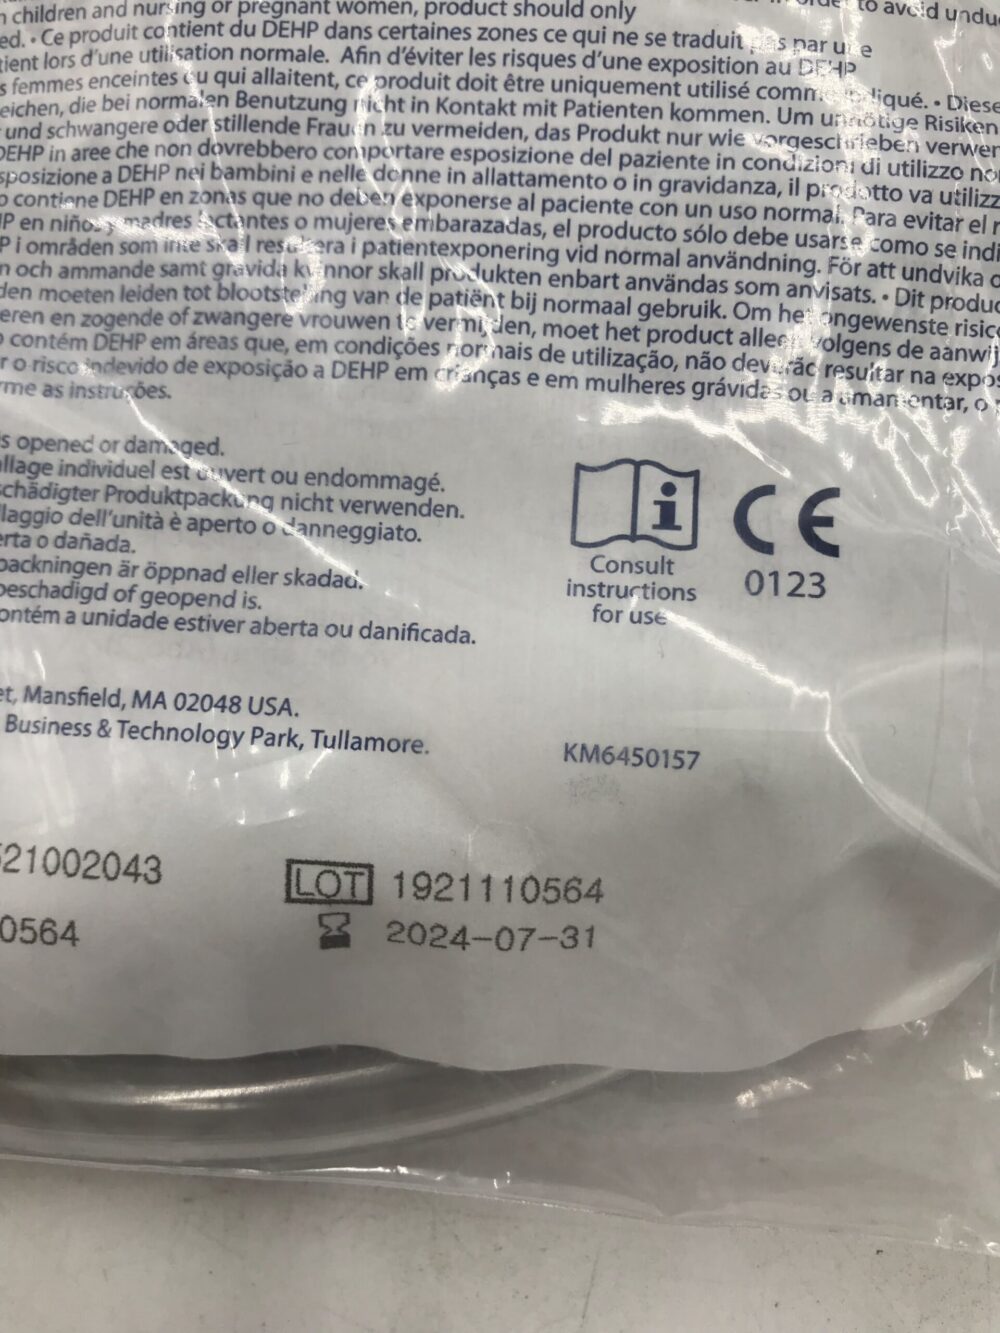 children and nursing or pregnant women, product should only
to avoid undu
ed. • Ce produit contient du DEHP dans certaines zones ce qui ne se traduit pas par une
tient lors d'une utilisation normale. Afin d'éviter les risques d'une exposition au DEHP
s femmes enceintes ou qui allaitent, ce produit doit être uniquement utilisé comme indiqué. • Diese
eichen, die bei normalen Benutzung nicht in Kontakt mit Patienten kommen. Um unnötige Risiken
und schwangere oder stillende Frauen zu vermeiden, das Produkt nur wie vorgeschrieben verwen
DEHP in aree che non dovrebbero comportare esposizione del paziente in condizioni di utilizzo no
sposizione a DEHP nei bambini e nelle donne in allattamento o in gravidanza, il prodotto va utilizz
o contiene DEHP en zonas que no deben exponerse al paciente con un uso normal. Para evitar el r
HP en niños y madres lactantes o mujeres embarazadas, el producto sólo debe usarse como se indi
P i områden som inte skall resultera i patientexponering vid normal användning. För att undvika o
n och ammande samt gravida kvinnor skall produkten enbart användas som anvisats. • Dit produc
den moeten leiden tot blootstelling van de patiënt bij normaal gebruik. Om het ongewenste risico
eren en zogende of zwangere vrouwen te vermijden, moet het product alleen volgens de aanwij
o contém DEHP em áreas que, em condições normais de utilização, não deverão resultar na expos
r o risco indevido de exposição a DEHP em crianças e em mulheres grávidas ou a amamentar, o
rme as instruções.
s opened or damaged.
llage individuel est ouvert ou endommagé.
schädigter Produktpackung nicht verwenden.
llaggio dell'unità è aperto o danneggiato.
erta o dañada.
packningen är öppnad eller skadad.
beschadigd of geopend is.
ontém a unidade estiver aberta ou danificada.
i
CE
Consult
instructions
for use
0123
et, Mansfield, MA 02048 USA.
Business & Technology Park, Tullamore.
KM6450157
521002043
LOT 1921110564
0564
2024-07-31